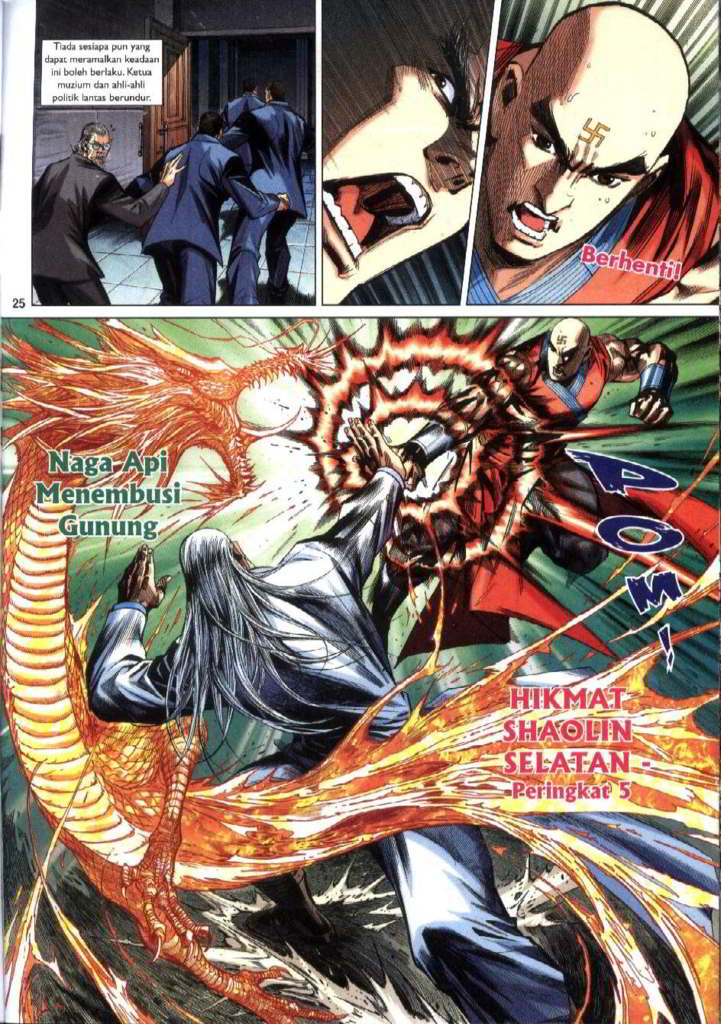 Tiada sesiapa pun yang
dapat meramalkan keadaan
ini boleh berlaku. Ketua
muzium dan ahli-ahli
politik lantas berundur.
Berhenti!
25
Naga Api
Menembusi
Gunung
POM!
HIKMAT
SHAOLIN
SELATAN -
Peringkat 5